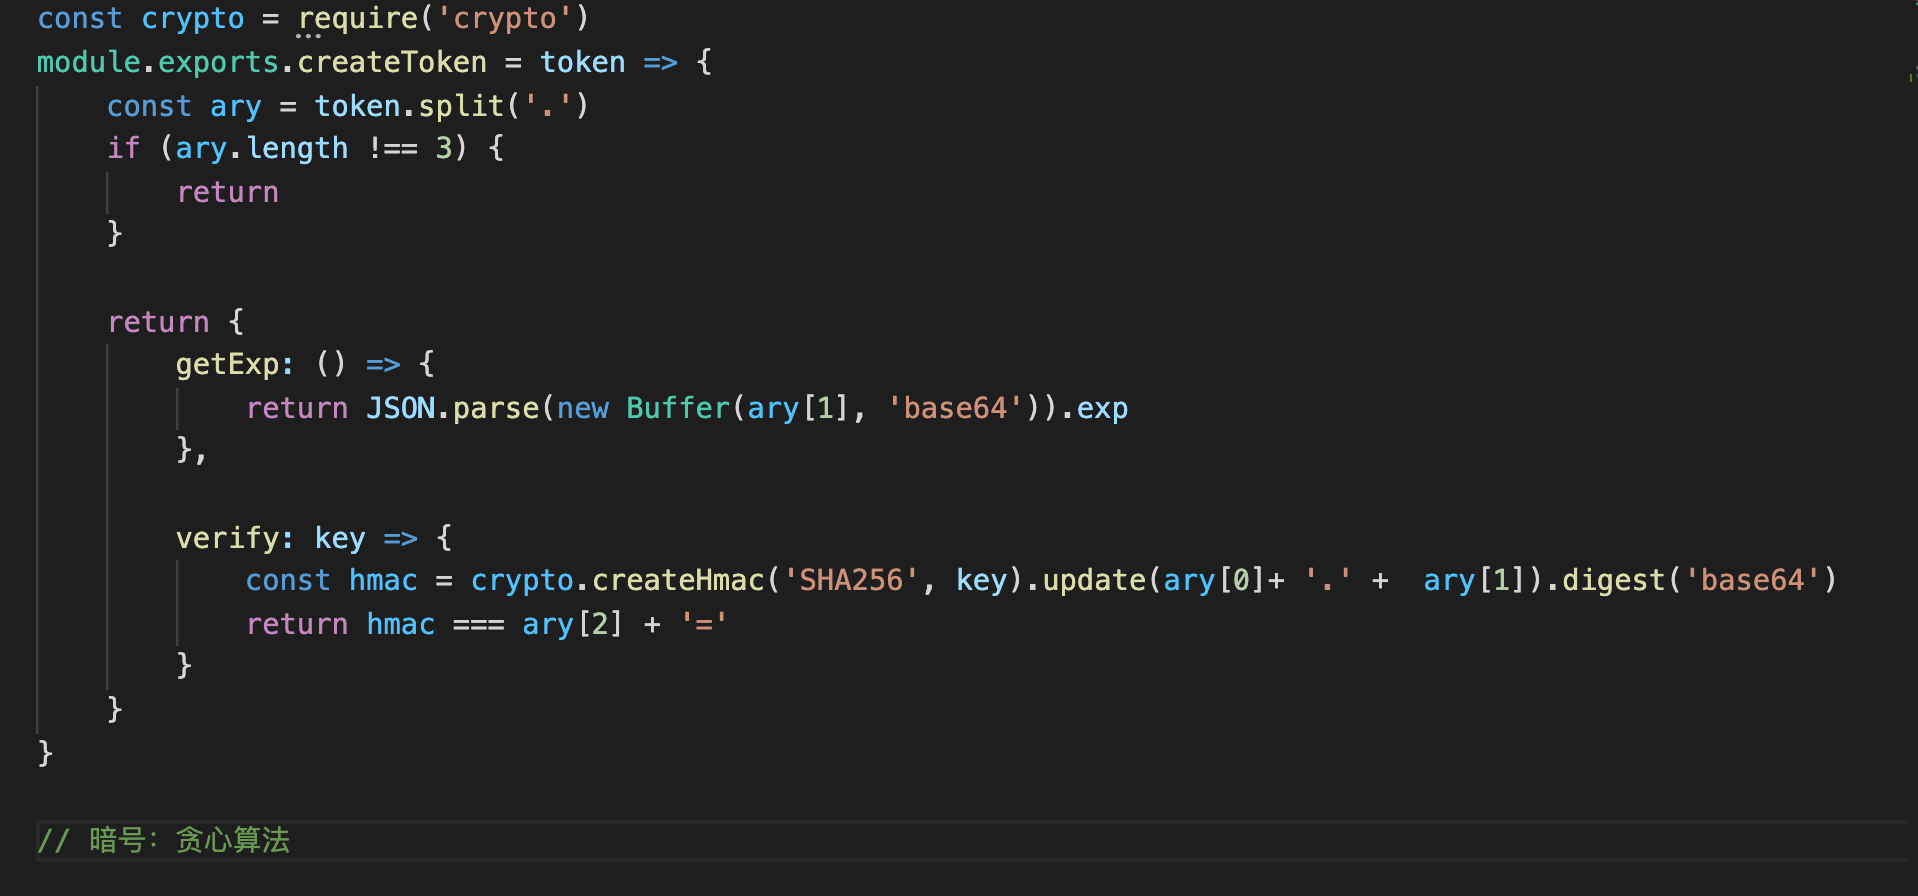 const crypto = require('crypto')
module.exports.createToken = token => {
    const ary = token.split('.')
    if (ary.length !== 3) {
        return
    }
    return {
        getExp: () => {
            return JSON.parse(new Buffer(ary[1], 'base64')).exp
        },
        verify: key => {
            const hmac = crypto.createHmac('SHA256', key).update(ary[0]+ '.' +  ary[1]).digest('base64')
            return hmac === ary[2] + '='
        }
    }
}
// 暗号：贪心算法